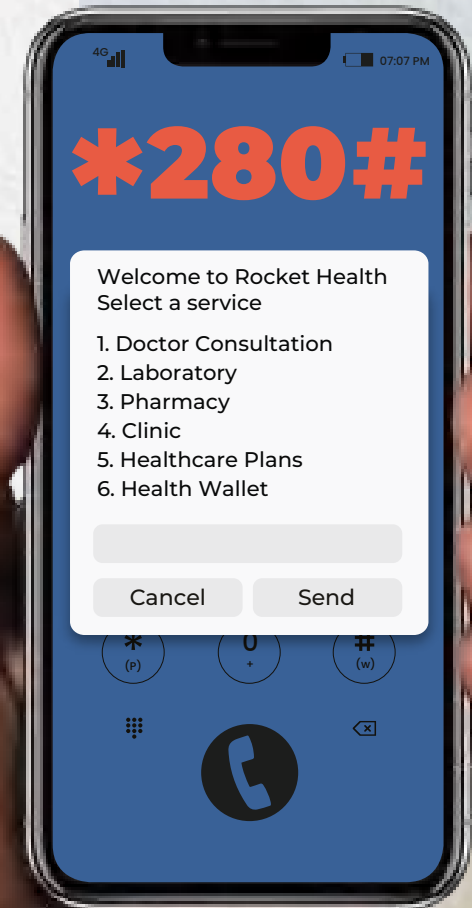 4G 07:07 PM
*280#
Welcome to Rocket Health
Select a service
1. Doctor Consultation
2. Laboratory
3. Pharmacy
4. Clinic
5. Healthcare Plans
6. Health Wallet
Cancel Send
* 0 #
(P) + (w)